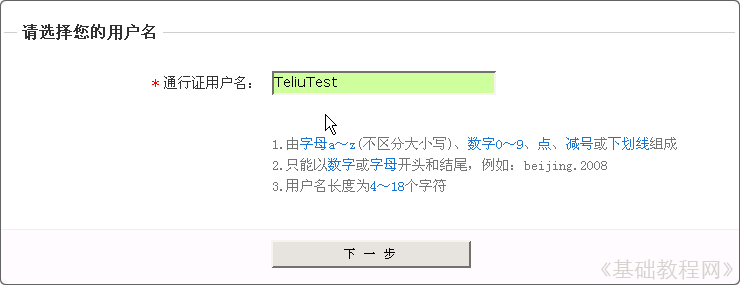 请选择您的用户名
*通行证用户名：
TeliuTest
1.由字母a～z(不区分大小写)、数字0～9、点、减号或下划线组成
2.只能以数字或字母开头和结尾，例如：beijing.2008
3.用户名长度为4～18个字符
下 一 步
《基础教程网》